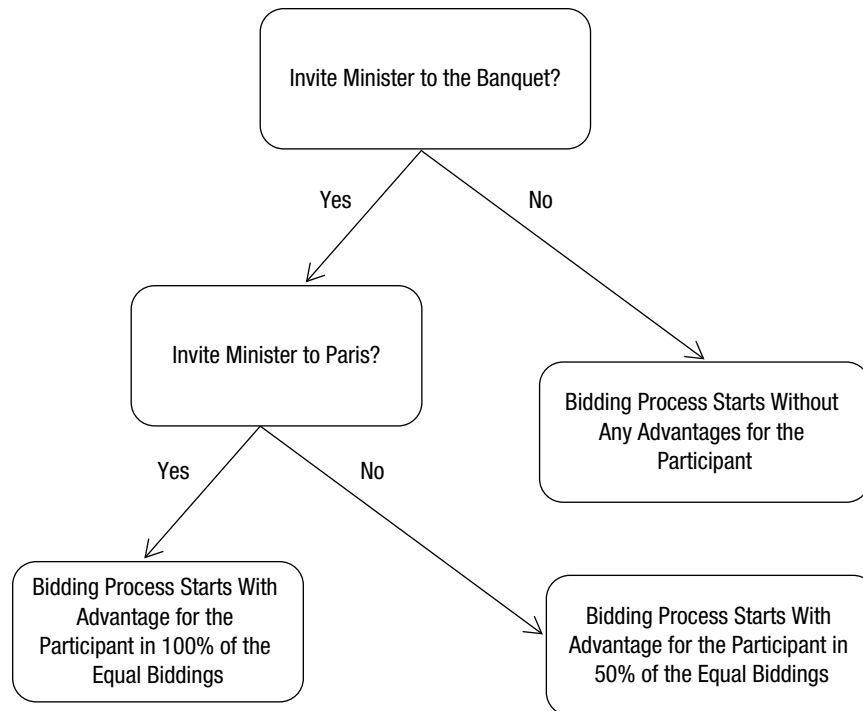 Invite Minister to the Banquet?
Yes
No
Invite Minister to Paris?
Bidding Process Starts Without
Any Advantages for the
Participant
Yes
No
Bidding Process Starts With
Advantage for the
Participant in 100% of the
Equal Biddings
Bidding Process Starts With
Advantage for the Participant in
50% of the Equal Biddings